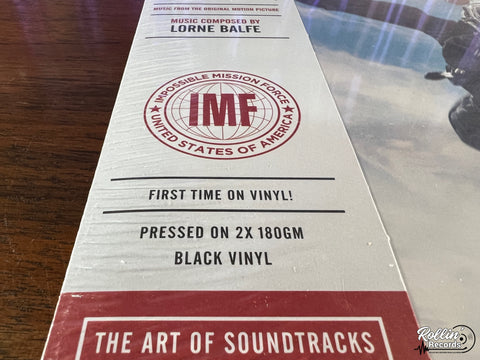 MUSIC FROM THE ORIGINAL MOTION PICTURE
MUSIC COMPOSED BY
LORNE BALFE
IMPOSSIBLE MISSION FORCE
IMF
UNITED STATES OF AMERICA
FIRST TIME ON VINYL!
PRESSED ON 2X 180GM
BLACK VINYL
THE ART OF SOUNDTRACKS
Rollin'
Records